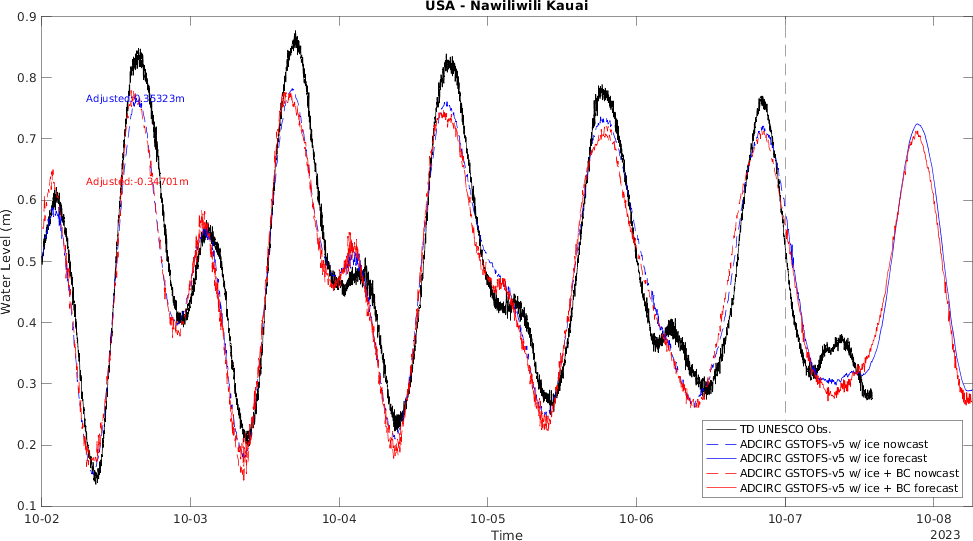 USA - Nawiliwili Kauai
0.9
0.8
0.7
0.6
0.5
0.4
0.3
0.2
0.1
Water Level (m)
Adjusted:-0.35323m
Adjusted:-0.34701m
TD UNESCO Obs.
ADCIRC GSTOFS-v5 w/ ice nowcast
ADCIRC GSTOFS-v5 w/ ice forecast
ADCIRC GSTOFS-v5 w/ ice + BC nowcast
ADCIRC GSTOFS-v5 w/ ice + BC forecast
10-02
10-03
10-04
10-05
10-06
10-07
10-08
Time
2023